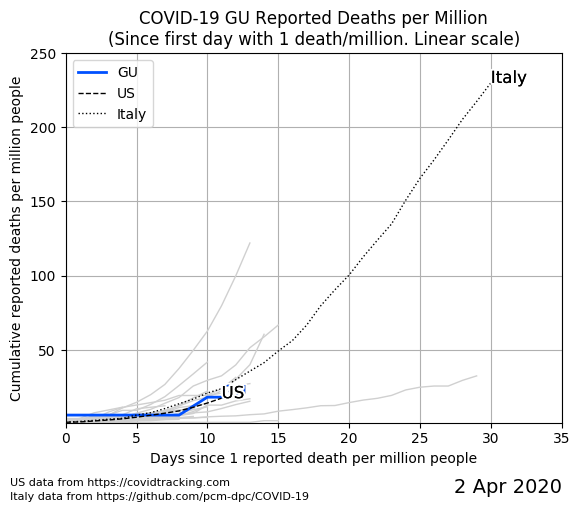 COVID-19 GU Reported Deaths per Million
(Since first day with 1 death/million. Linear scale)
Cumulative reported deaths per million people
250
200
150
100
50
GU
US
Italy
Italy
US
0
5
10
15
20
25
30
35
Days since 1 reported death per million people
US data from https://covidtracking.com
Italy data from https://github.com/pcm-dpc/COVID-19
2 Apr 2020